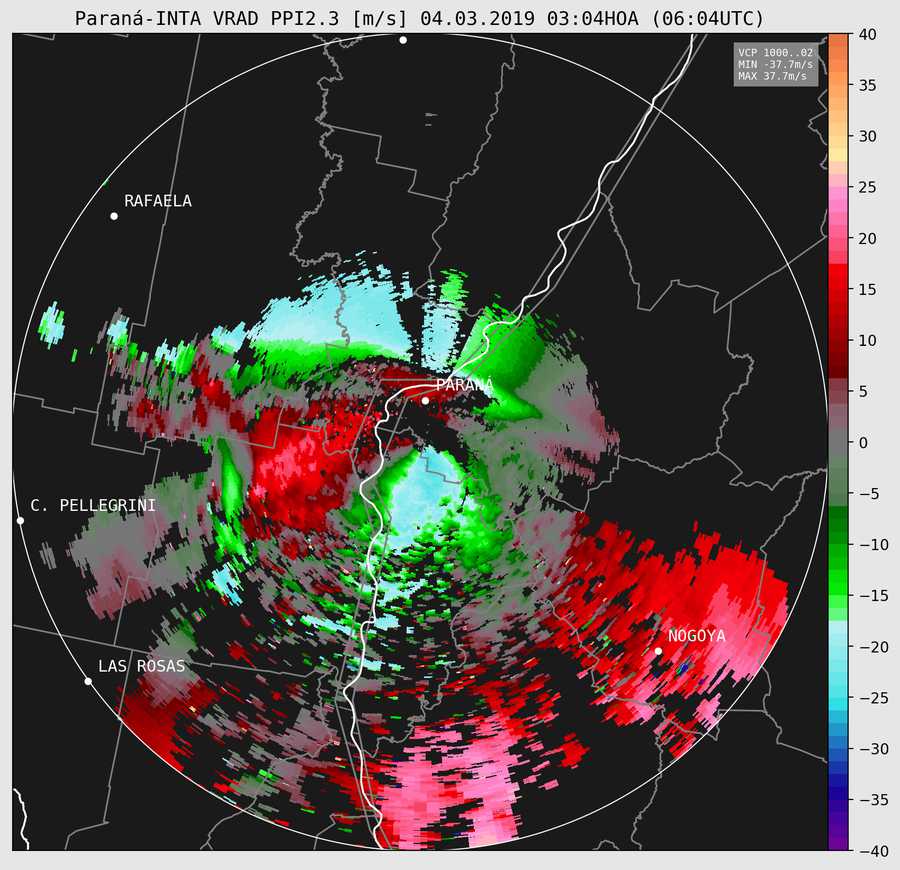 Paraná-INTA VRAD PPI2.3 [m/s] 04.03.2019 03:04HOA (06:04UTC)
VCP 1000..02
MIN -37.7m/s
MAX 37.7m/s
RAFAELA
PARANÁ
C. PELLEGRINI
NOGOYA
LAS ROSAS
40
35
30
25
20
15
10
5
0
−5
−10
−15
−20
−25
−30
−35
−40